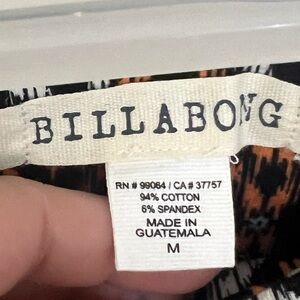 BILLABONG
RN # 99064 / CA # 37757
94% COTTON
6% SPANDEX
MADE IN
GUATEMALA
M